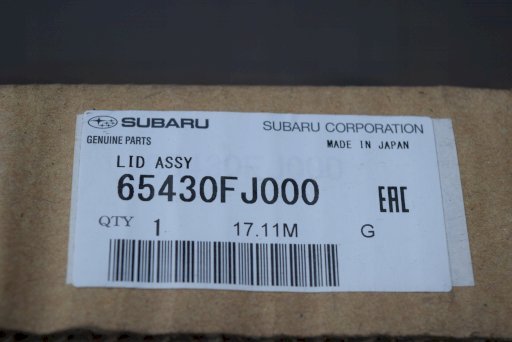 SUBARU SUBARU CORPORATION
GENUINE PARTS MADE IN JAPAN
LID ASSY
65430FJ000 EAC
QTY 1 17.11M G